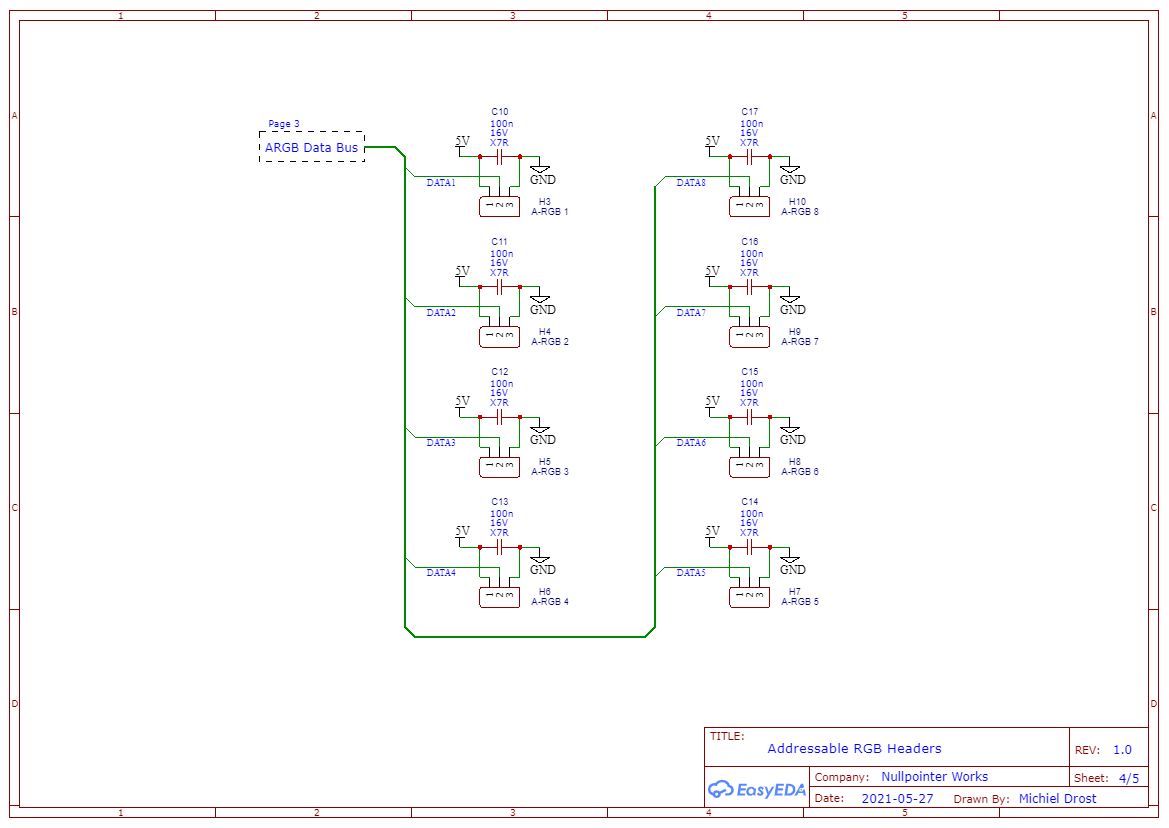 1 2 3 4 5
A A
B B
C C
D D
Page 3
ARGB Data Bus
C10
100n
16V
X7R
5V
GND
DATA1
1 2 3
H3
A-RGB 1
C11
100n
16V
X7R
5V
GND
DATA2
1 2 3
H4
A-RGB 2
C12
100n
16V
X7R
5V
GND
DATA3
1 2 3
H5
A-RGB 3
C13
100n
16V
X7R
5V
GND
DATA4
1 2 3
H6
A-RGB 4
C17
100n
16V
X7R
5V
GND
DATA8
1 2 3
H10
A-RGB 8
C16
100n
16V
X7R
5V
GND
DATA7
1 2 3
H9
A-RGB 7
C15
100n
16V
X7R
5V
GND
DATA6
1 2 3
H8
A-RGB 6
C14
100n
16V
X7R
5V
GND
DATA5
1 2 3
H7
A-RGB 5
TITLE:
Addressable RGB Headers
REV: 1.0
EasyEDA
Company: Nullpointer Works
Sheet: 4/5
Date: 2021-05-27 Drawn By: Michiel Drost
1 2 3 4 5